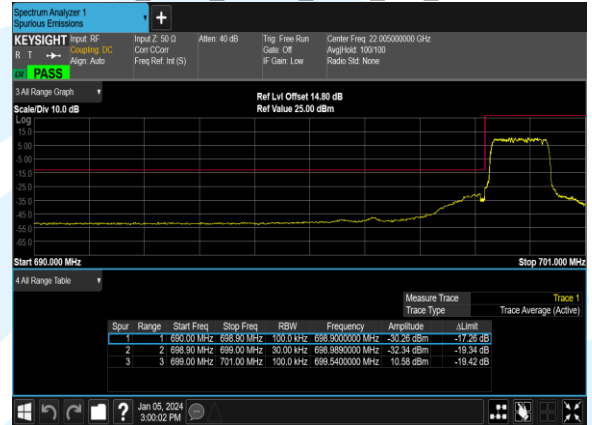 Spectrum Analyzer 1
Spurious Emissions
+
KEYSIGHT Input: RF Input Z: 50 Ω Atten: 40 dB Trig: Free Run Center Freq: 22.005000000 GHz
R T Coupling: DC Corr CCorr Gate: Off Avg|Hold: 100/100
Align: Auto Freq Ref: Int (S) IF Gain: Low Radio Std: None
PASS
3 All Range Graph
Ref Lvl Offset 14.80 dB
Scale/Div 10.0 dB Ref Value 25.00 dBm
Log
15.0
5.00
-5.00
-15.0
-25.0
-35.0
-45.0
-55.0
-65.0
Start 690.000 MHz Stop 701.000 MHz
4 All Range Table
Measure Trace Trace 1
Trace Type Trace Average (Active)
Spur Range Start Freq Stop Freq RBW Frequency Amplitude ΔLimit
1 1 690.00 MHz 698.90 MHz 100.0 kHz 698.9000000 MHz -30.26 dBm -17.26 dB
2 2 698.90 MHz 699.00 MHz 30.00 kHz 698.9890000 MHz -32.34 dBm -19.34 dB
3 3 699.00 MHz 701.00 MHz 100.0 kHz 699.5400000 MHz 10.58 dBm -19.42 dB
? Jan 05, 2024
3:00:02 PM